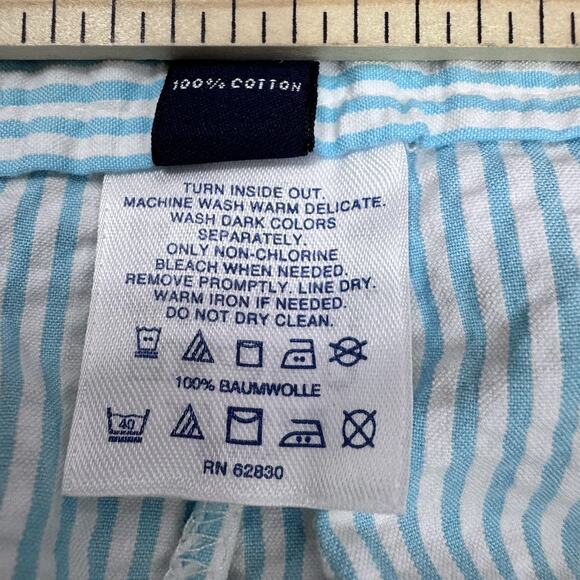 100% COTTON
TURN INSIDE OUT.
MACHINE WASH WARM DELICATE.
WASH DARK COLORS
SEPARATELY.
ONLY NON-CHLORINE
BLEACH WHEN NEEDED.
REMOVE PROMPTLY. LINE DRY.
WARM IRON IF NEEDED.
DO NOT DRY CLEAN.
100% BAUMWOLLE
40
RN 62830